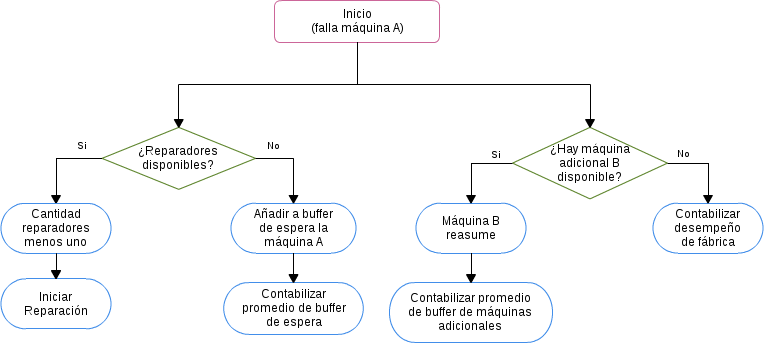 Inicio
(falla máquina A)
¿Reparadores
disponibles?
Si
No
¿Hay máquina
adicional B
disponible?
Si
No
Cantidad
reparadores
menos uno
Añadir a buffer
de espera la
máquina A
Máquina B
reasume
Contabilizar
desempeño
de fábrica
Iniciar
Reparación
Contabilizar
promedio de buffer
de espera
Contabilizar promedio
de buffer de máquinas
adicionales